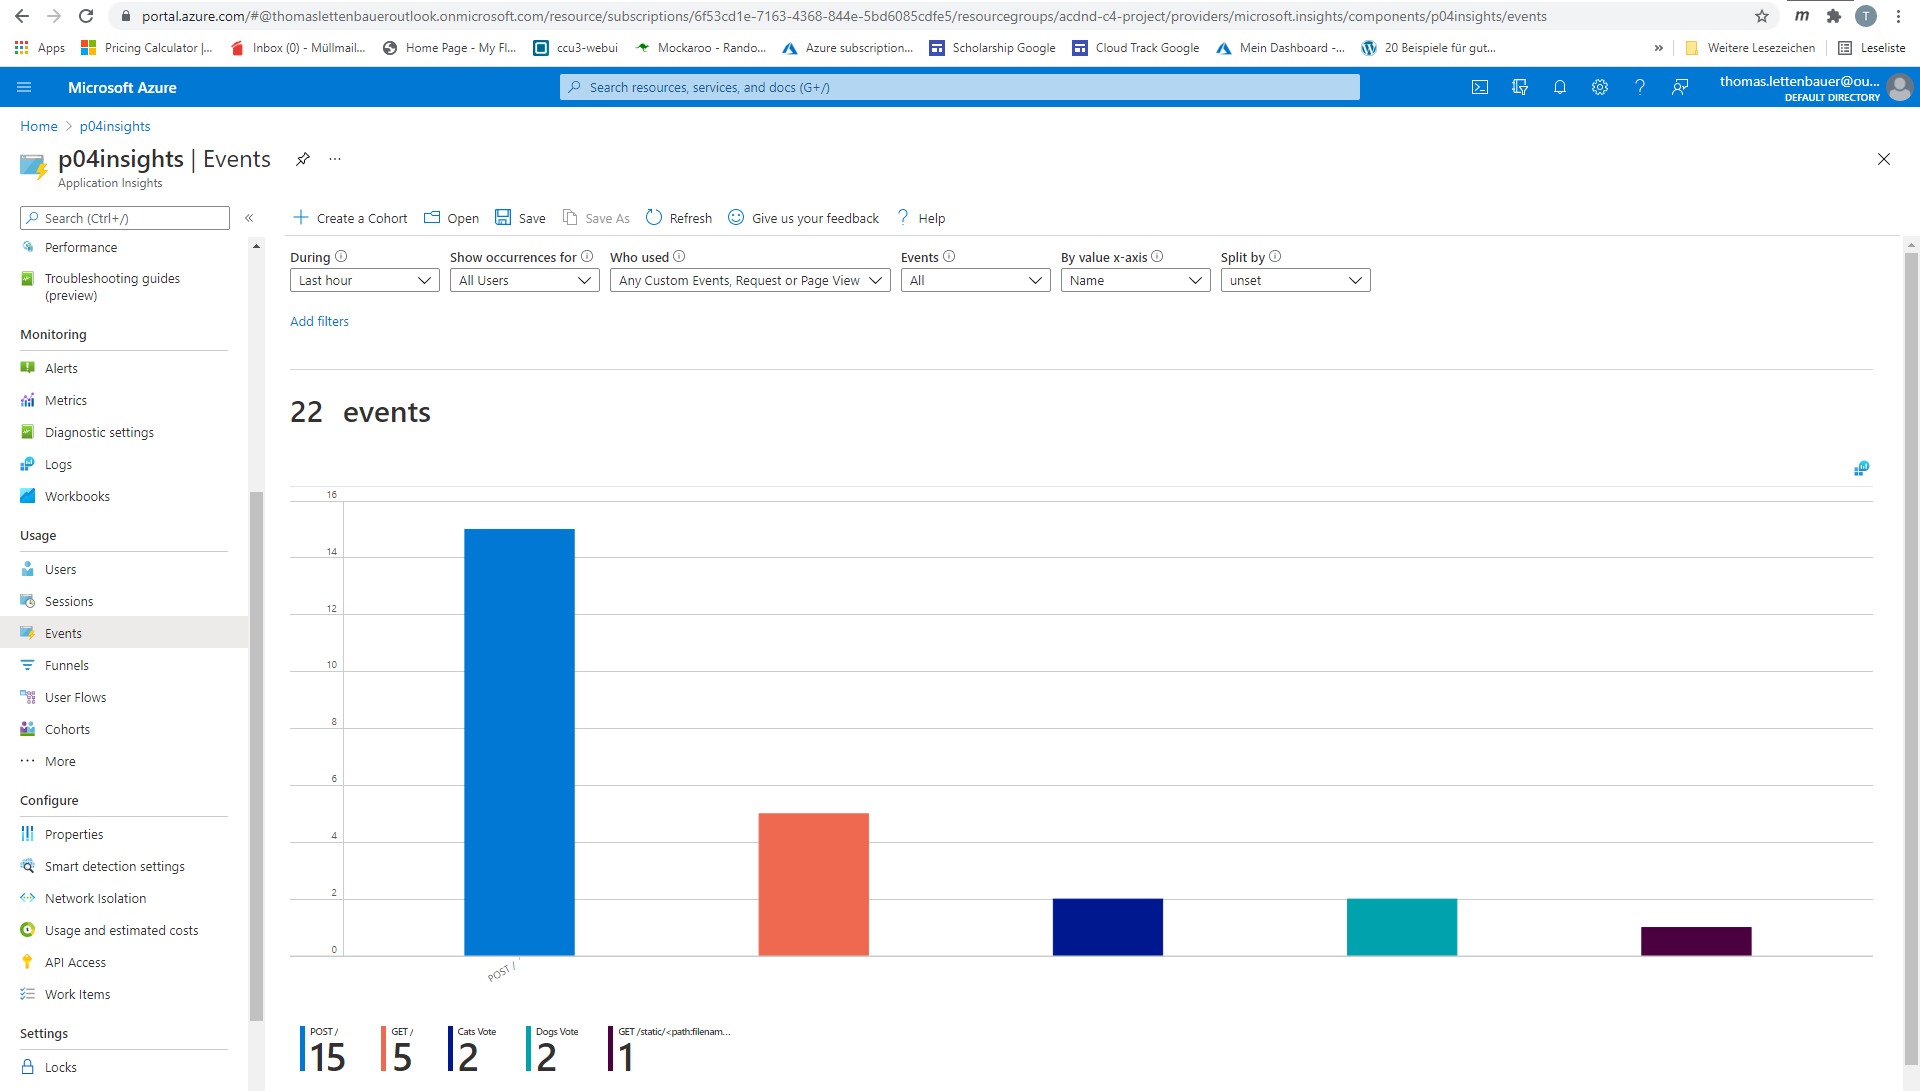 portal.azure.com/#@thomaslettenbaueroutlook.onmicrosoft.com/resource/subscriptions/6f53cd1e-7163-4368-844e-5bd6085cdfe5/resourcegroups/acdnd-c4-project/providers/microsoft.insights/components/p04insights/events
m
T
Apps
Pricing Calculator |...
Inbox (0) - Müllmail...
Home Page - My Fl...
ccu3-webui
Mockaroo - Rando...
Azure subscription...
Scholarship Google
Cloud Track Google
Mein Dashboard -...
20 Beispiele für gut...
»
Weitere Lesezeichen
Leseliste
Microsoft Azure
Search resources, services, and docs (G+/)
thomas.lettenbauer@ou...
DEFAULT DIRECTORY
Home > p04insights
p04insights | Events
...
Application Insights
Search (Ctrl+/)
«
Create a Cohort
Open
Save
Save As
Refresh
Give us your feedback
Help
Performance
Troubleshooting guides
(preview)
Monitoring
Alerts
Metrics
Diagnostic settings
Logs
Workbooks
Usage
Users
Sessions
Events
Funnels
User Flows
Cohorts
More
Configure
Properties
Smart detection settings
Network Isolation
Usage and estimated costs
API Access
Work Items
Settings
Locks
During
Show occurrences for
Who used
Events
By value x-axis
Split by
Last hour
All Users
Any Custom Events, Request or Page View
All
Name
unset
Add filters
22 events
16
14
12
10
8
6
4
2
0
POST /
POST /
15
GET /
5
Cats Vote
2
Dogs Vote
2
GET /static/<path:filenam...
1